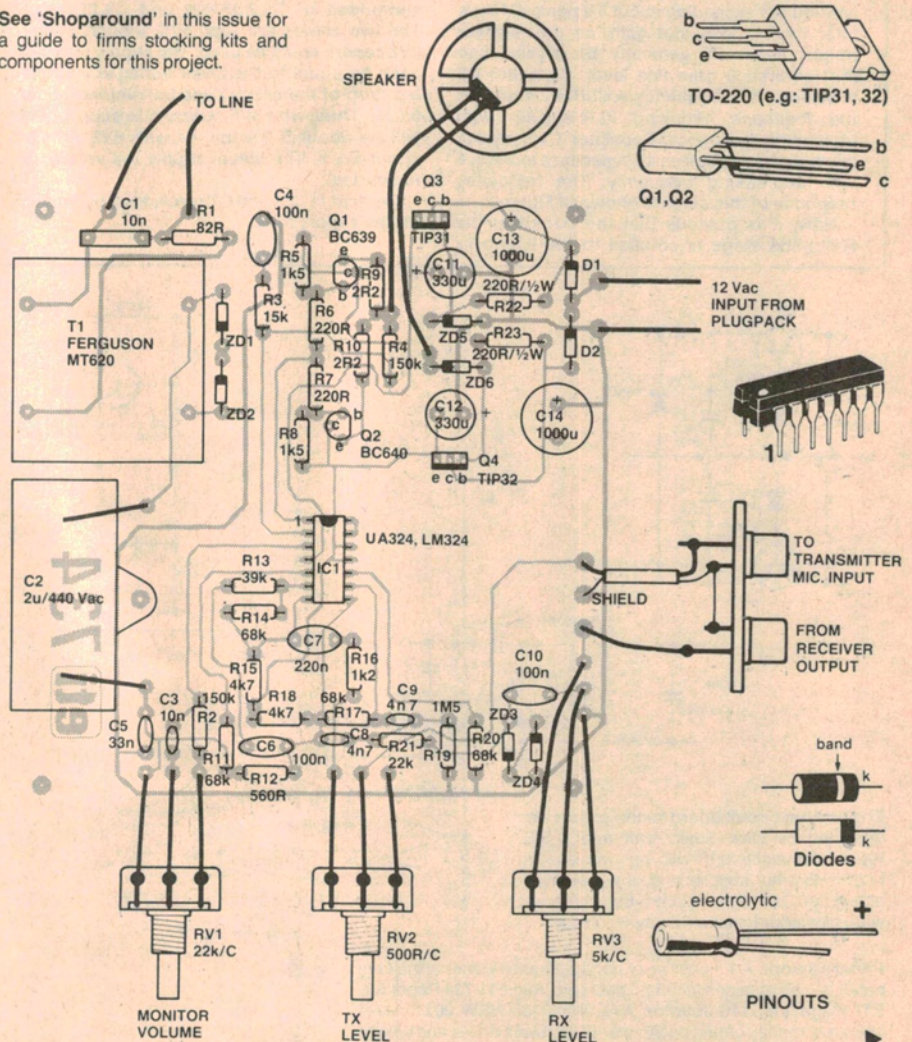 See 'Shoparound' in this issue for
a guide to firms stocking kits and
components for this project.
SPEAKER
b
c
e
TO-220 (e.g: TIP31, 32)
b
e
c
Q1,Q2
TO LINE
C1
10n
R1
82R
C4
100n
Q1
BC639
e
c
b
R5
1k5
R9
2R2
R3
15k
R6
220R
R10
2R2
R4
150k
R7
220R
R8
1k5
b
c
e
Q2
BC640
Q3
e c b
TIP31
+
C13
1000u
+
C11
330u
220R/½W
R22
D1
12 Vac
INPUT FROM
PLUGPACK
ZD5
R23
220R/½W
D2
ZD6
C12
330u
+
C14
1000u
Q4
e c b
TIP32
T1
FERGUSON
MT620
ZD1
ZD2
C2
2u/440 Vac
eti 734
1
IC1
UA324, LM324
1
R13
39k
R14
68k
C7
220n
R15
4k7
R16
1k2
R18
4k7
68k
R17
C9
4n7
1M5
R19
R20
68k
C10
100n
ZD3
ZD4
C5
33n
C3
10n
150k
R2
R11
68k
C6
100n
R12
560R
C8
4n7
R21
22k
TO
TRANSMITTER
MIC. INPUT
SHIELD
FROM
RECEIVER
OUTPUT
band
k
k
Diodes
electrolytic
+
PINOUTS
RV1
22k/C
MONITOR
VOLUME
RV2
500R/C
TX
LEVEL
RV3
5k/C
RX
LEVEL